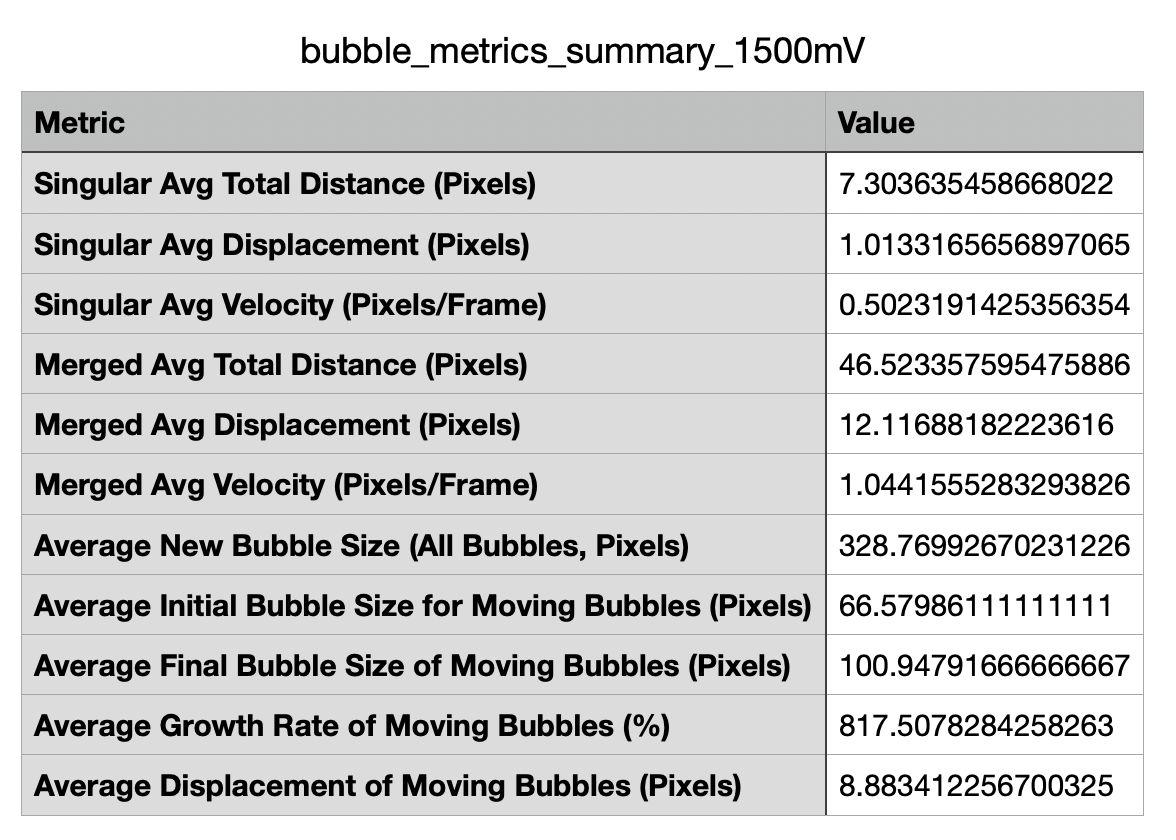 bubble_metrics_summary_1500mV
Metric Value
Singular Avg Total Distance (Pixels) 7.303635458668022
Singular Avg Displacement (Pixels) 1.0133165656897065
Singular Avg Velocity (Pixels/Frame) 0.5023191425356354
Merged Avg Total Distance (Pixels) 46.523357595475886
Merged Avg Displacement (Pixels) 12.11688182223616
Merged Avg Velocity (Pixels/Frame) 1.0441555283293826
Average New Bubble Size (All Bubbles, Pixels) 328.76992670231226
Average Initial Bubble Size for Moving Bubbles (Pixels) 66.57986111111111
Average Final Bubble Size of Moving Bubbles (Pixels) 100.94791666666667
Average Growth Rate of Moving Bubbles (%) 817.5078284258263
Average Displacement of Moving Bubbles (Pixels) 8.883412256700325